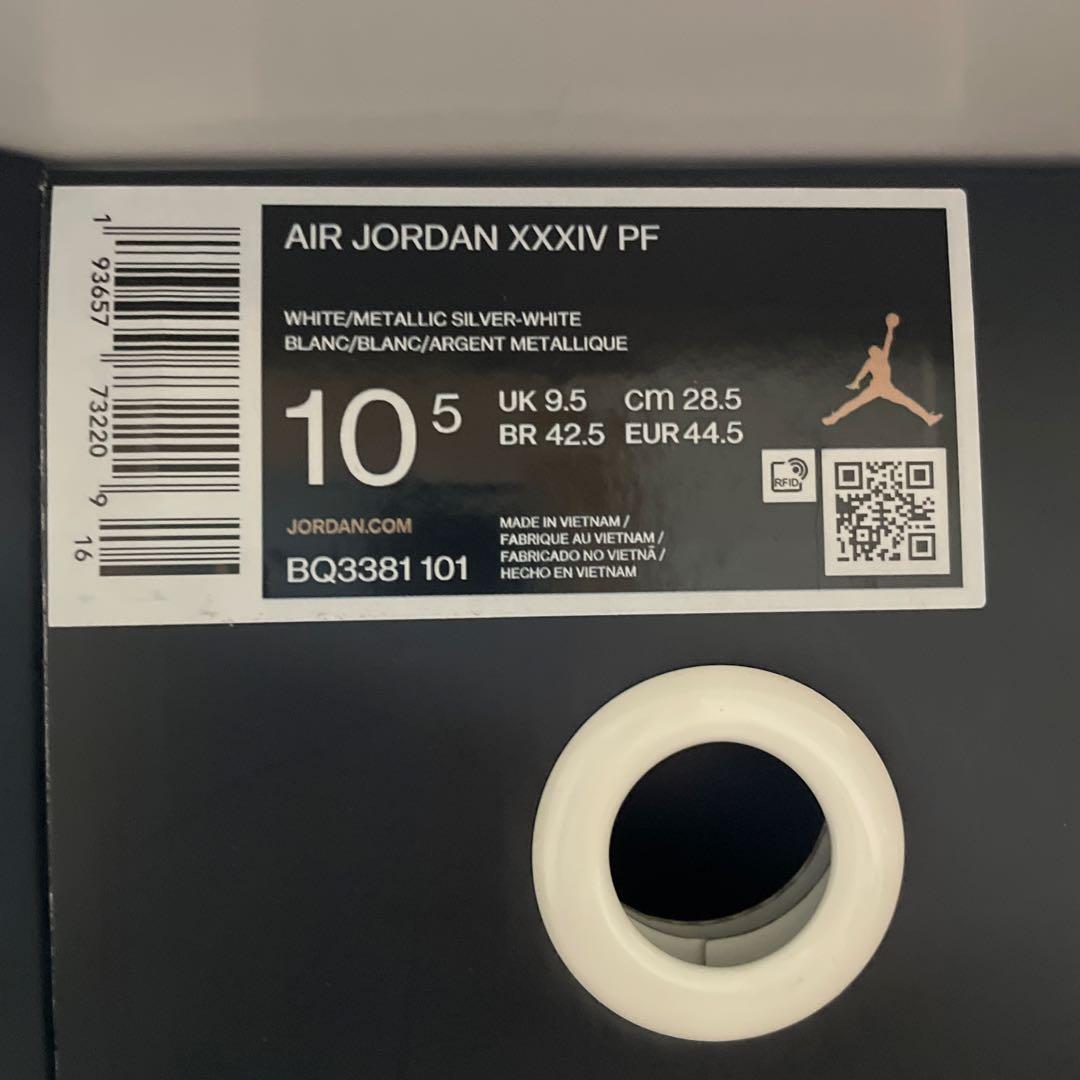 1 93657 73220 9 16
AIR JORDAN XXXIV PF
WHITE/METALLIC SILVER-WHITE
BLANC/BLANC/ARGENT METALLIQUE
10 5
UK 9.5 cm 28.5
BR 42.5 EUR 44.5
RFID
JORDAN.COM
BQ3381 101
MADE IN VIETNAM /
FABRIQUE AU VIETNAM /
FABRICADO NO VIETNÃ /
HECHO EN VIETNAM